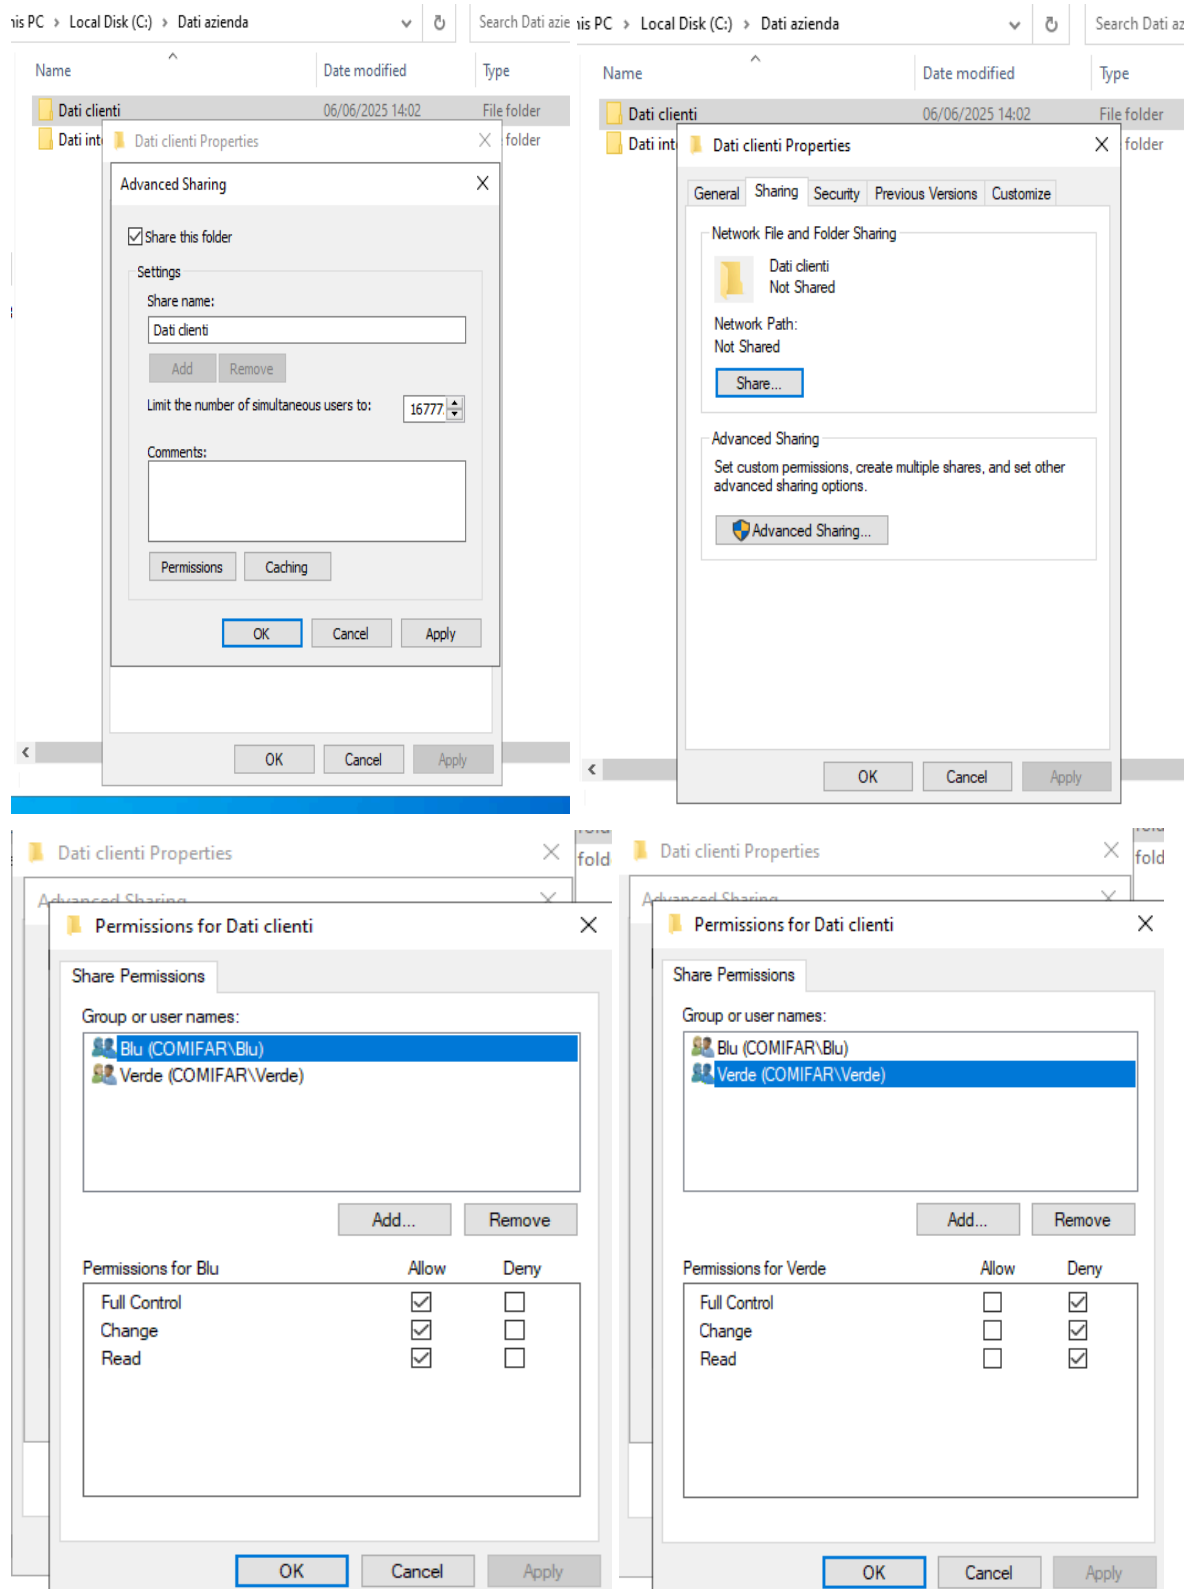 his PC > Local Disk (C:) > Dati azienda
Search Dati azie
Name
Date modified
Type
Dati clienti
06/06/2025 14:02
File folder
Dati inte
folder
Dati clienti Properties
Advanced Sharing
Share this folder
Settings
Share name:
Dati clienti
Add
Remove
Limit the number of simultaneous users to:
16777
Comments:
Permissions
Caching
OK
Cancel
Apply
OK
Cancel
Apply
his PC > Local Disk (C:) > Dati azienda
Search Dati az
Name
Date modified
Type
Dati clienti
06/06/2025 14:02
File folder
Dati int
folder
Dati clienti Properties
General
Sharing
Security
Previous Versions
Customize
Network File and Folder Sharing
Dati clienti
Not Shared
Network Path:
Not Shared
Share...
Advanced Sharing
Set custom permissions, create multiple shares, and set other
advanced sharing options.
Advanced Sharing...
OK
Cancel
Apply
Dati clienti Properties
fold
Advanced Sharing
Permissions for Dati clienti
Share Permissions
Group or user names:
Blu (COMIFAR\Blu)
Verde (COMIFAR\Verde)
Add...
Remove
Permissions for Blu
Allow
Deny
Full Control
Change
Read
OK
Cancel
Apply
Dati clienti Properties
fold
Advanced Sharing
Permissions for Dati clienti
Share Permissions
Group or user names:
Blu (COMIFAR\Blu)
Verde (COMIFAR\Verde)
Add...
Remove
Permissions for Verde
Allow
Deny
Full Control
Change
Read
OK
Cancel
Apply